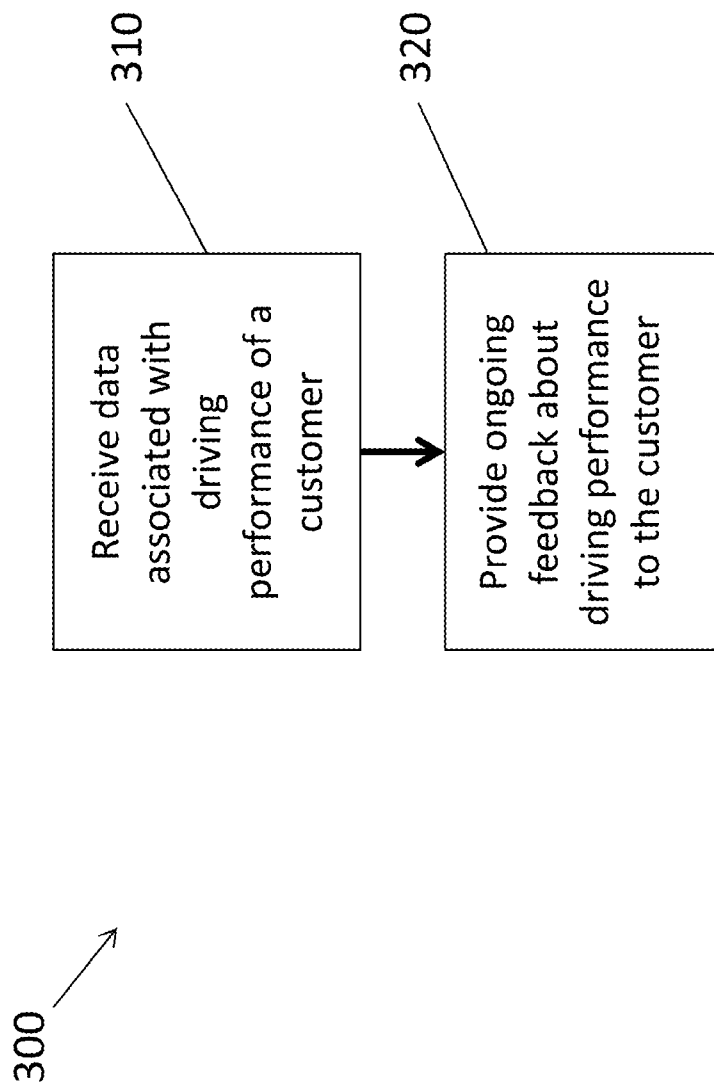 300
310
Receive data
associated with
driving
performance of a
customer
320
Provide ongoing
feedback about
driving performance
to the customer